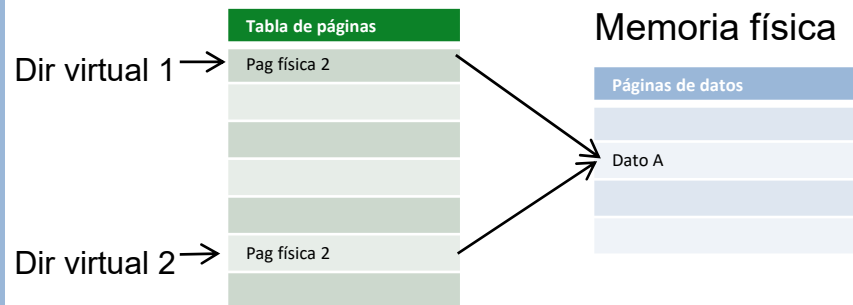 Tabla de páginas
Memoria física
Dir virtual 1
Pag física 2
Páginas de datos
Dato A
Dir virtual 2
Pag física 2